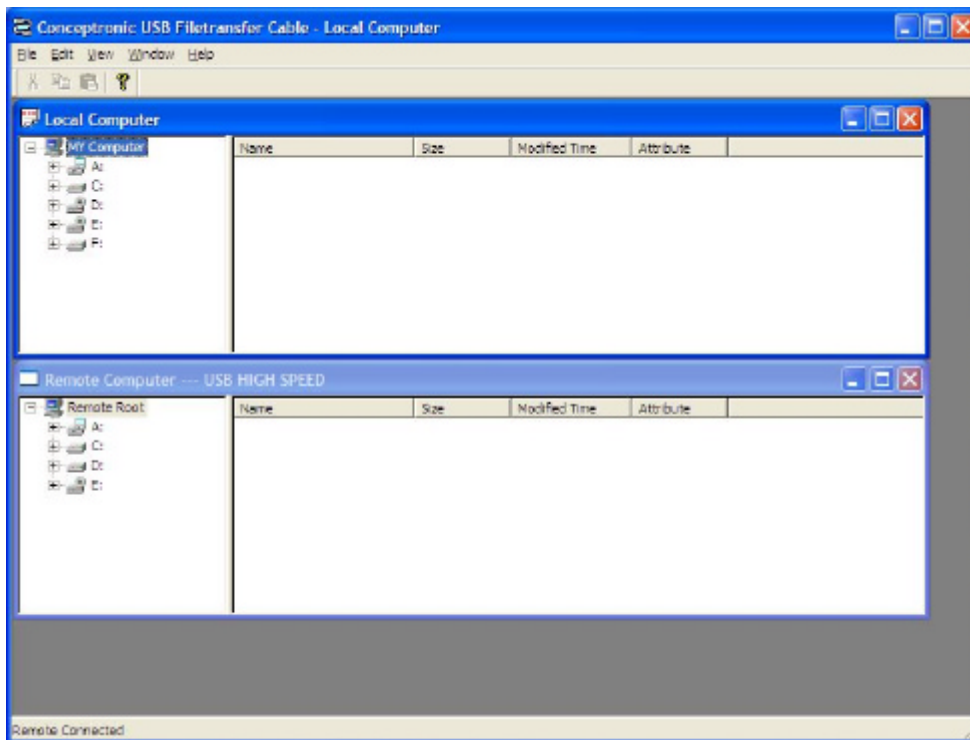 Conceptronic USB Filetransfer Cable - Local Computer
File Edit View Window Help
Local Computer
MY Computer
Name Size Modified Time Attribute
A:
C:
D:
E:
F:
Remote Computer --- USB HIGH SPEED
Remote Root
Name Size Modified Time Attribute
A:
C:
D:
E:
Remote Connected